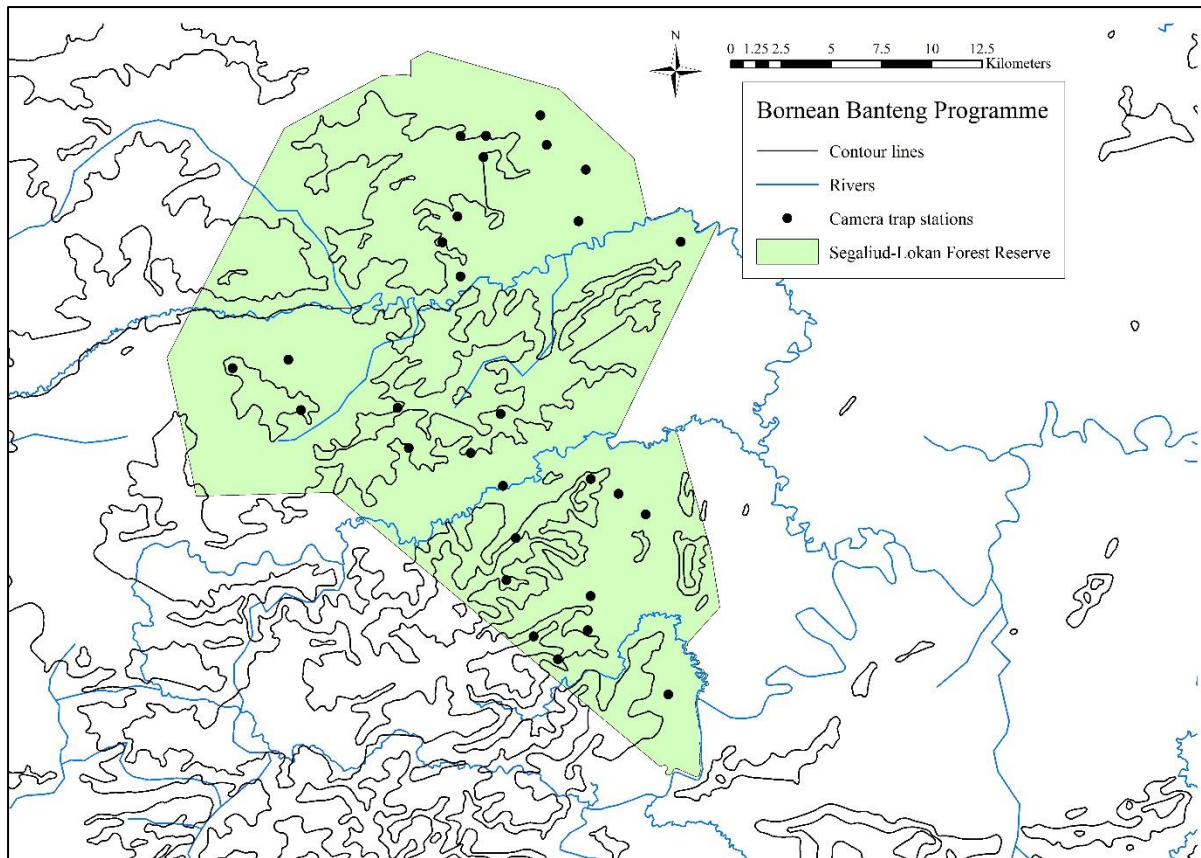 N
0 1.25 2.5 5 7.5 10 12.5
Kilometers
Bornean Banteng Programme
Contour lines
Rivers
Camera trap stations
Segaliud-Lokan Forest Reserve